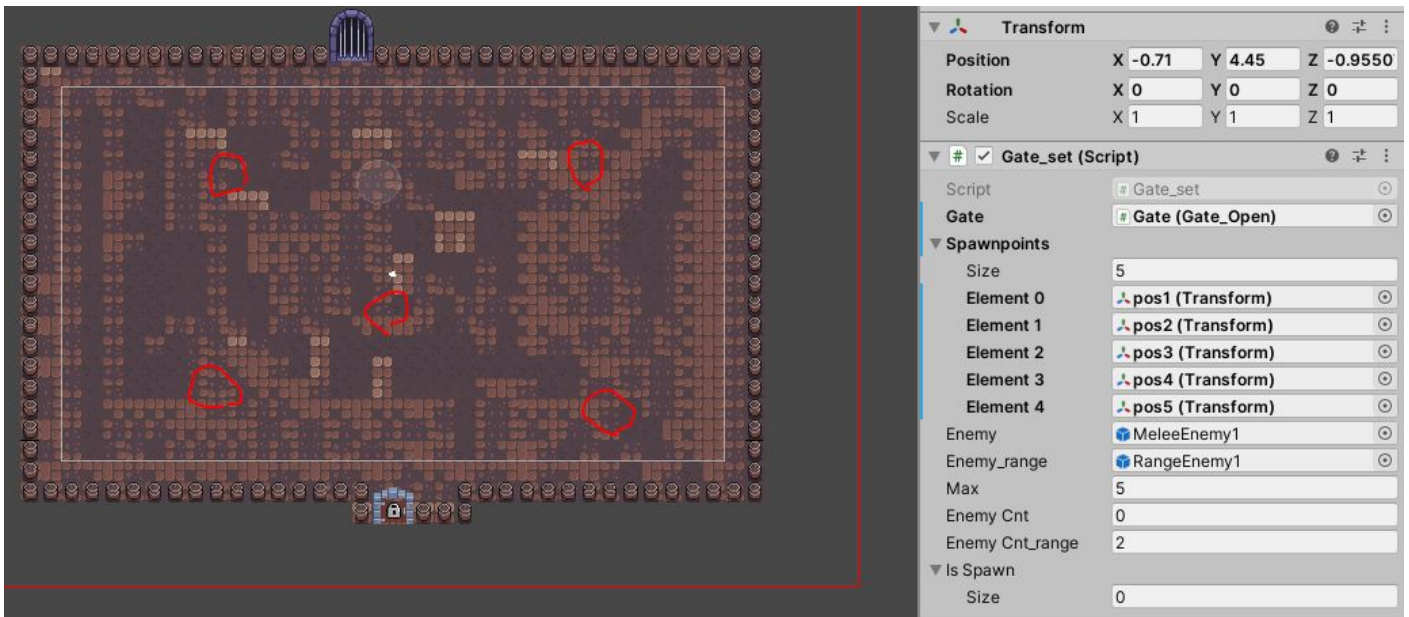 Transform
Position X -0.71 Y 4.45 Z -0.9550
Rotation X 0 Y 0 Z 0
Scale X 1 Y 1 Z 1
# Gate_set (Script)
Script # Gate_set
Gate # Gate (Gate_Open)
Spawnpoints
Size 5
Element 0 pos1 (Transform)
Element 1 pos2 (Transform)
Element 2 pos3 (Transform)
Element 3 pos4 (Transform)
Element 4 pos5 (Transform)
Enemy MeleeEnemy1
Enemy_range RangeEnemy1
Max 5
Enemy Cnt 0
Enemy Cnt_range 2
Is Spawn
Size 0